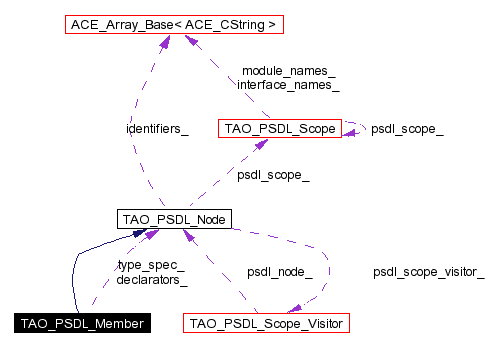 ACE_Array_Base< ACE_CString >
module_names_
interface_names_
identifiers_
TAO_PSDL_Scope
psdl_scope_
psdl_scope_
TAO_PSDL_Node
type_spec_
declarators_
psdl_node_
psdl_scope_visitor_
TAO_PSDL_Member
TAO_PSDL_Scope_Visitor